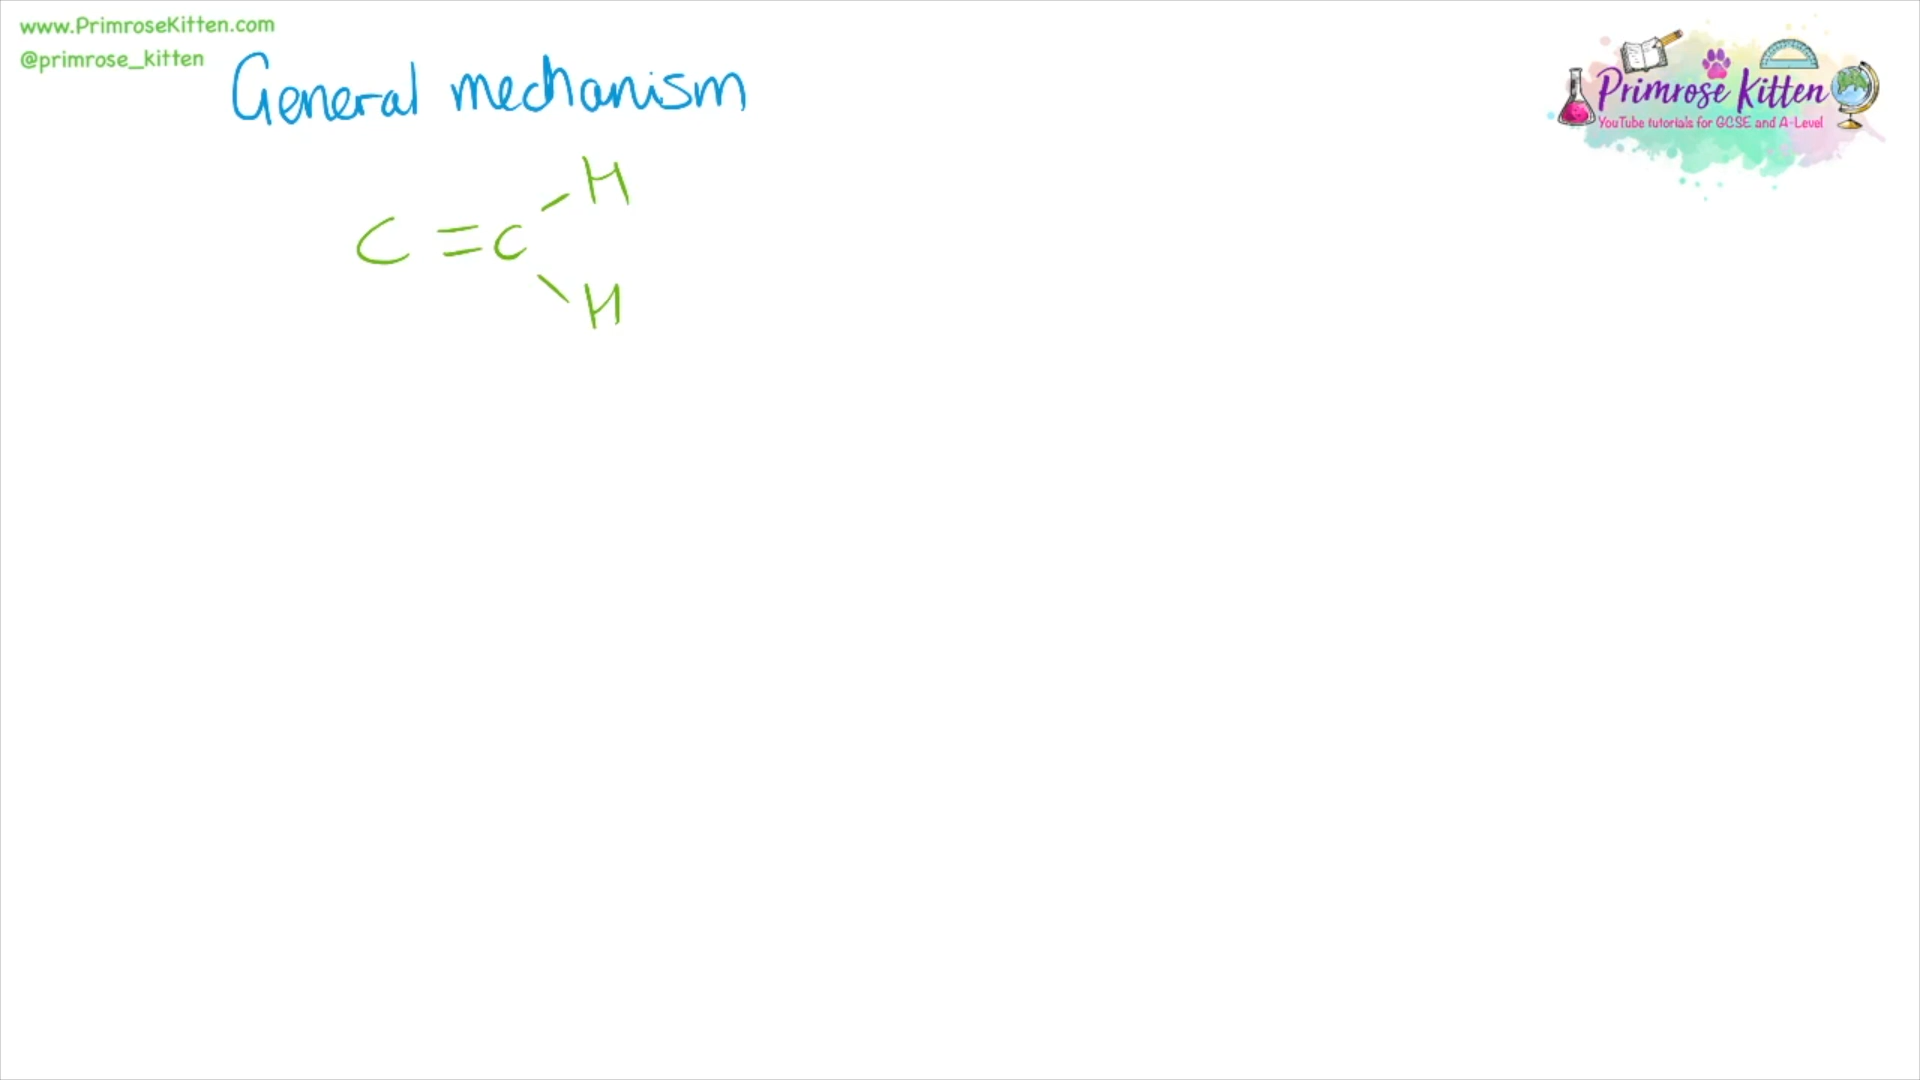 www.PrimroseKitten.com
@primrose_kitten
General mechanism
Primrose Kitten
YouTube tutorials for GCSE and A-Level
H
C = C
H